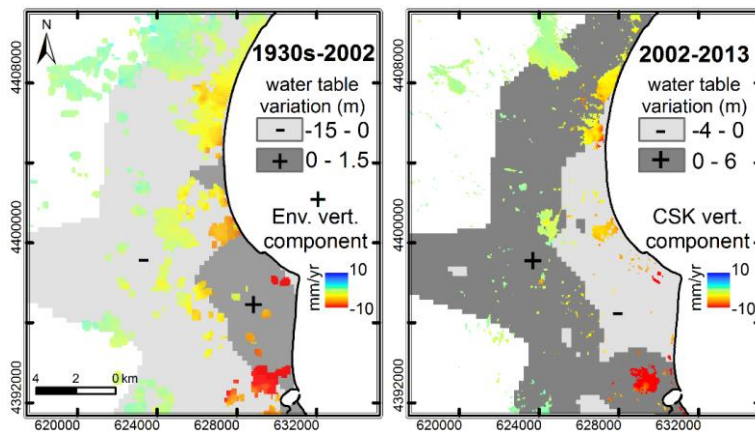 N
1930s-2002
water table
variation (m)
- -15 - 0
+ 0 - 1.5
+
Env. vert.
component
mm/yr
10
-10
-
+
4 2 0 km
4408000
4400000
4392000
620000 624000 628000 632000
2002-2013
water table
variation (m)
- -4 - 0
+ 0 - 6
CSK vert.
component
mm/yr
10
-10
+
-
4408000
4400000
4392000
620000 624000 628000 632000